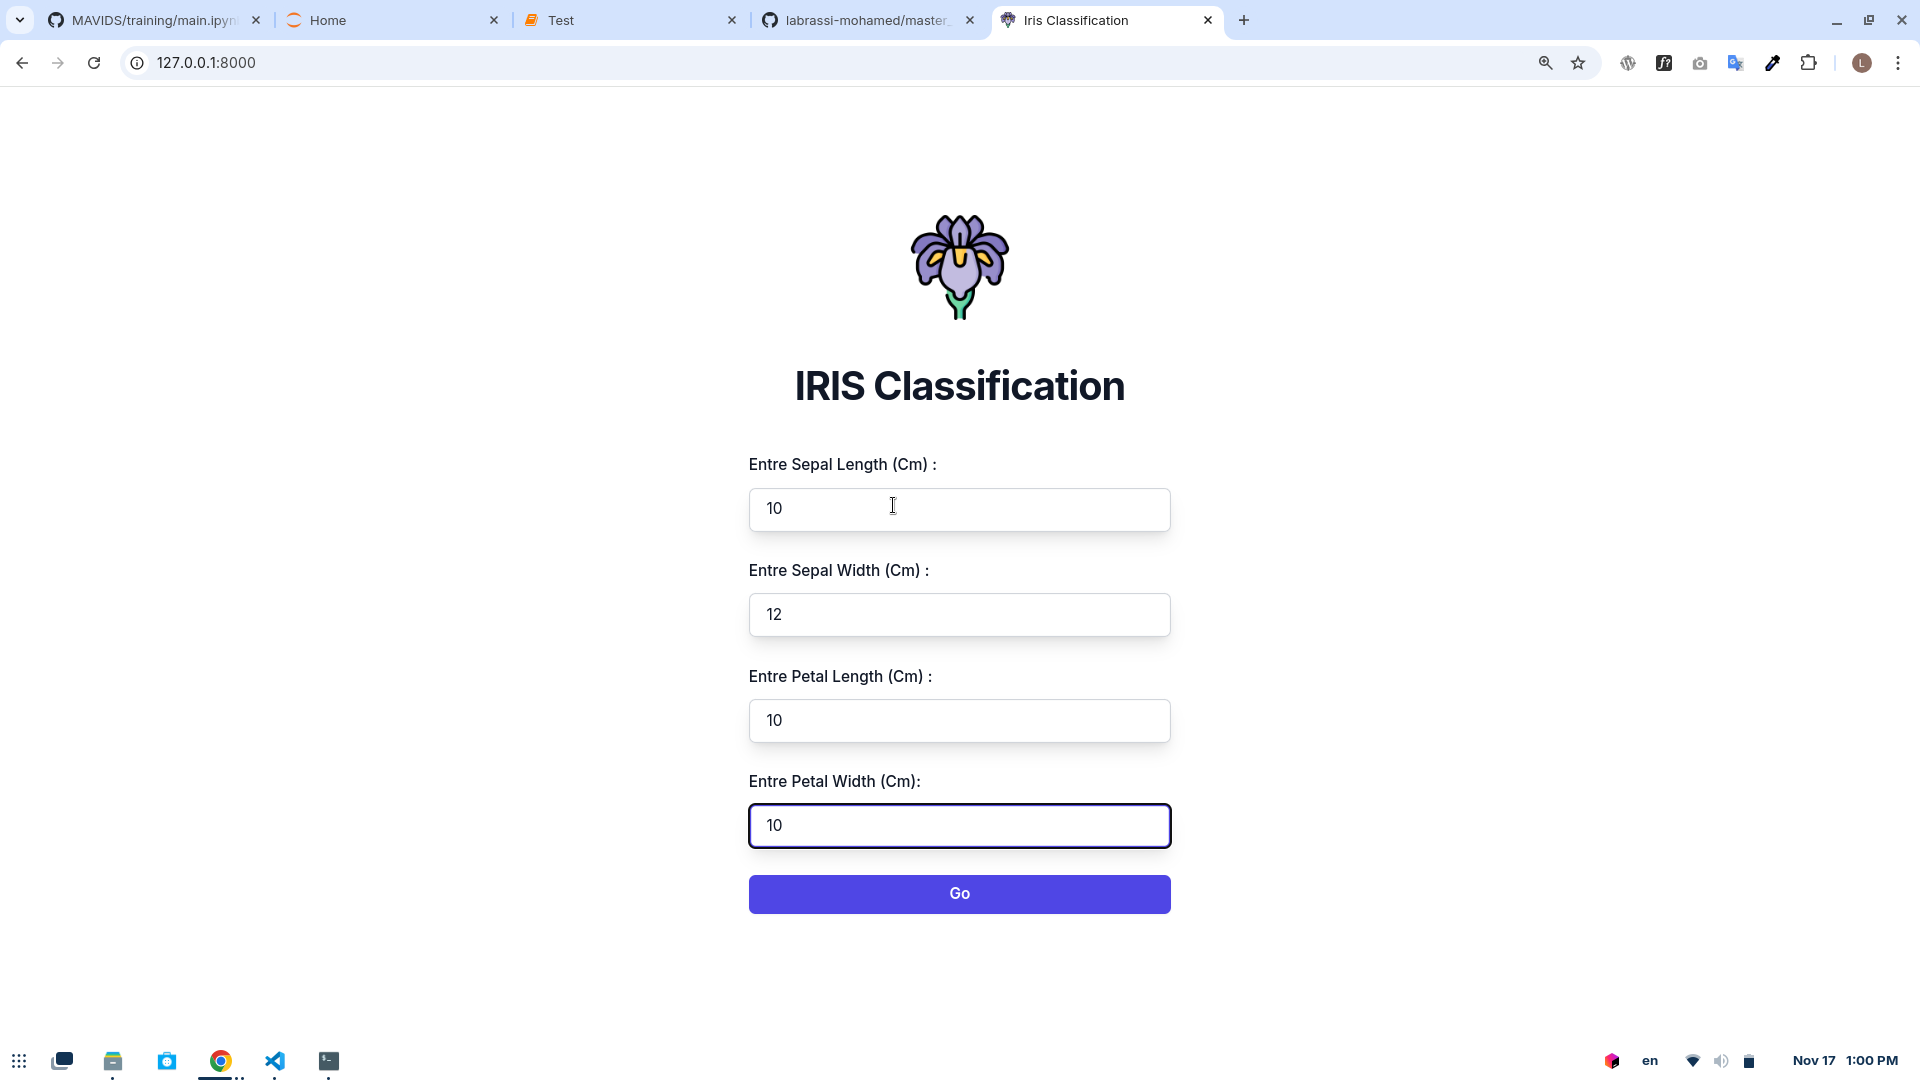 MAVIDS/training/main.ipyn
Home
Test
labrassi-mohamed/master_
Iris Classification
127.0.0.1:8000
f?
L
IRIS Classification
Entre Sepal Length (Cm) :
10
Entre Sepal Width (Cm) :
12
Entre Petal Length (Cm) :
10
Entre Petal Width (Cm):
10
Go
en
Nov 17 1:00 PM